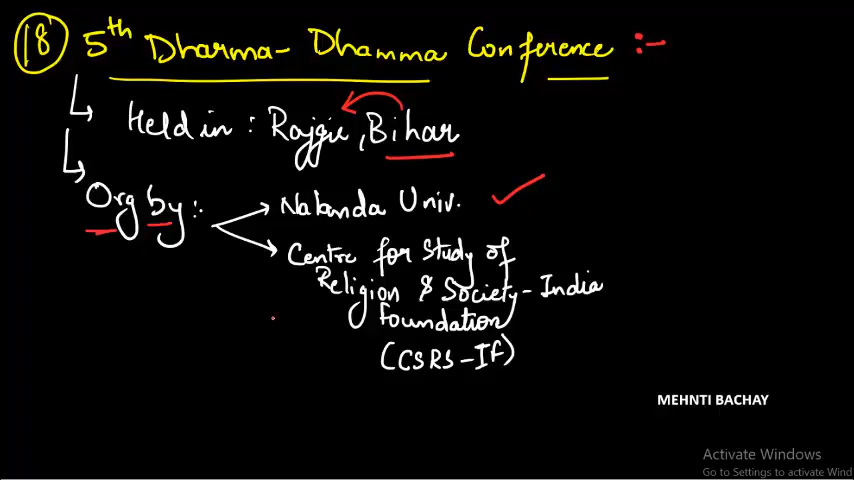 18 5th Dharma- Dhamma Conference :-
Held in : Rajgir, Bihar
Org by :-
Nalanda Univ.
Centre for Study of
Religion & Society - India
Foundation
(CSRS-IF)
MEHNTI BACHAY
Activate Windows
Go to Settings to activate Wind